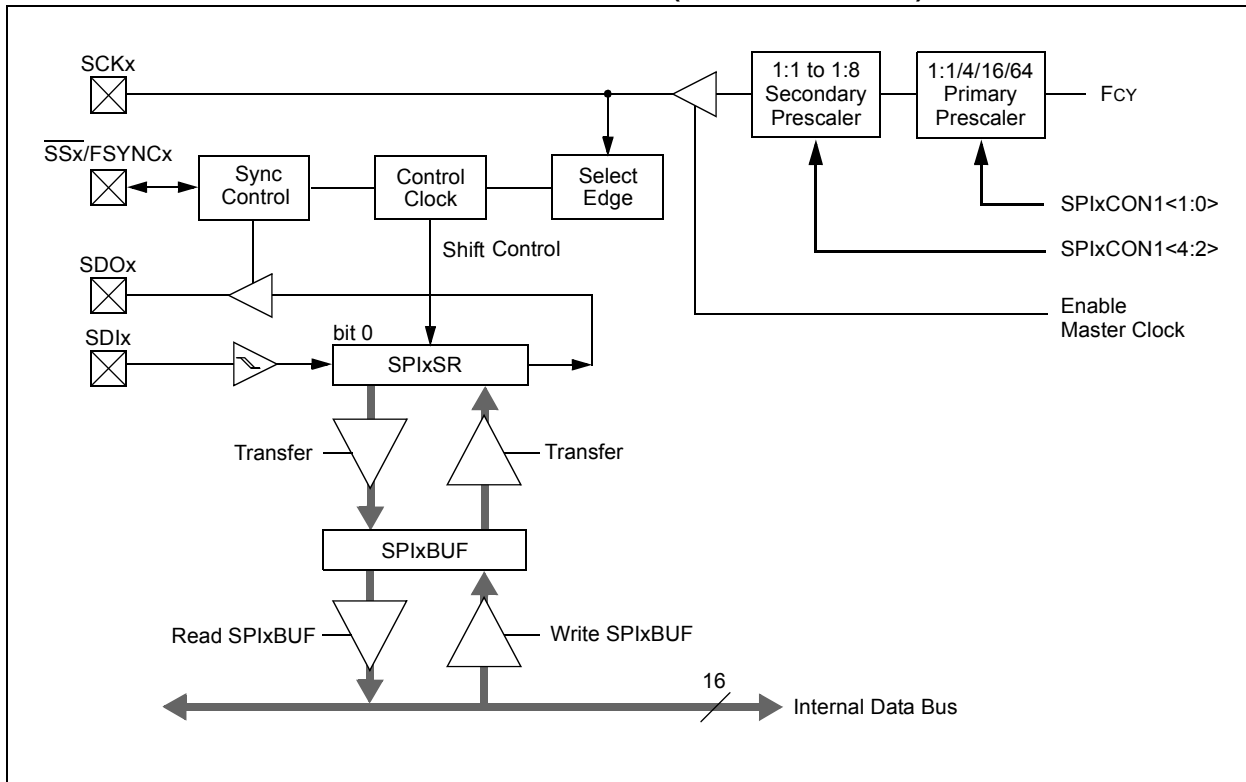 SCKx
1:1 to 1:8
Secondary
Prescaler
1:1/4/16/64
Primary
Prescaler
FCY
SSx/FSYNCx
Sync
Control
Control
Clock
Select
Edge
SPIxCON1<1:0>
Shift Control
SPIxCON1<4:2>
SDOx
Enable
Master Clock
SDIx
bit 0
SPIxSR
Transfer
Transfer
SPIxBUF
Read SPIxBUF
Write SPIxBUF
16
Internal Data Bus